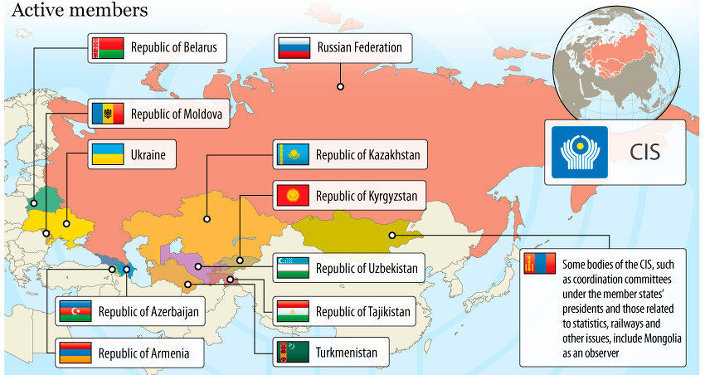 Active members
Republic of Belarus
Russian Federation
Republic of Moldova
Ukraine
Republic of Kazakhstan
CIS
Republic of Kyrgyzstan
Republic of Uzbekistan
Republic of Azerbaijan
Republic of Tajikistan
Republic of Armenia
Turkmenistan
Some bodies of the CIS, such
as coordination committees
under the member states'
presidents and those related
to statistics, railways and
other issues, include Mongolia
as an observer